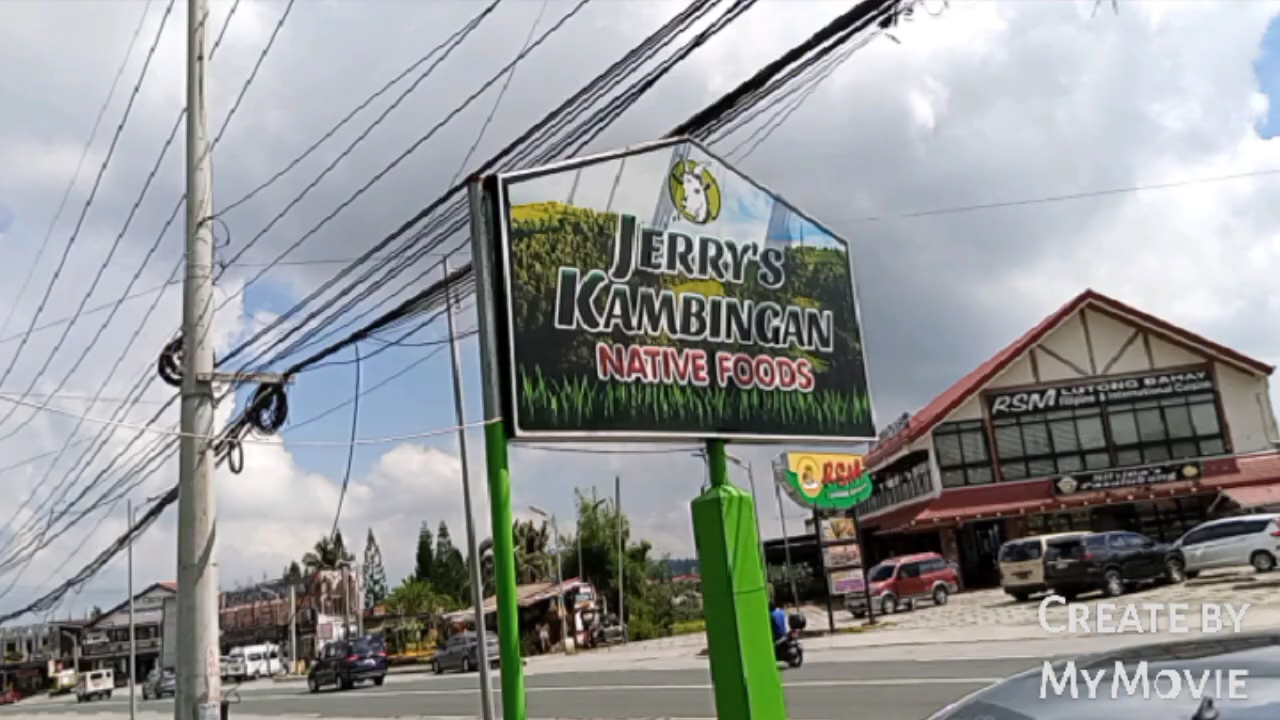 JERRY'S
KAMBINGAN
NATIVE FOODS
RSM LUTONG BAHAY
Filipino & International Cuisine
RSM
CREATE BY
MYMOVIE